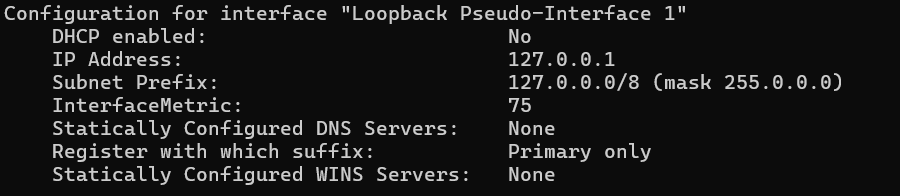 Configuration for interface "Loopback Pseudo-Interface 1"
    DHCP enabled:                         No
    IP Address:                           127.0.0.1
    Subnet Prefix:                        127.0.0.0/8 (mask 255.0.0.0)
    InterfaceMetric:                      75
    Statically Configured DNS Servers:    None
    Register with which suffix:           Primary only
    Statically Configured WINS Servers:   None